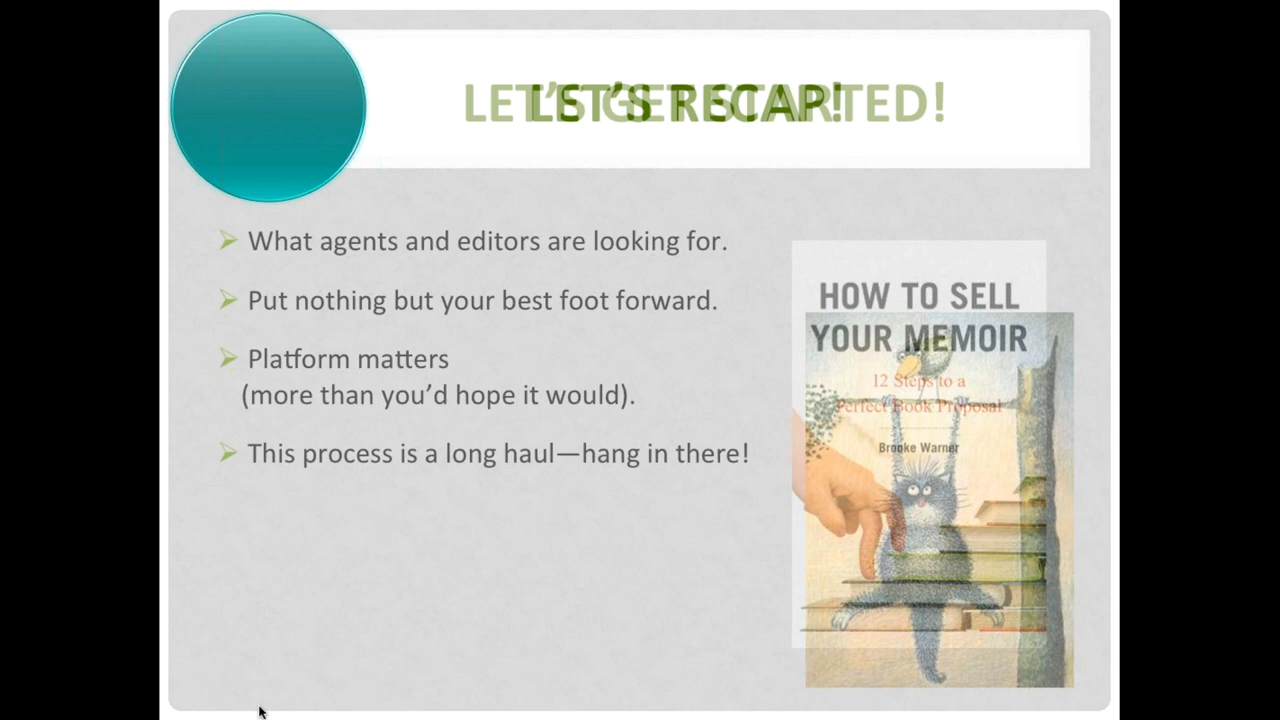 LET'S GET STARTED!
LET'S RECAP!
What agents and editors are looking for.
Put nothing but your best foot forward.
Platform matters
(more than you'd hope it would).
This process is a long haul—hang in there!
HOW TO SELL
YOUR MEMOIR
12 Steps to a
Perfect Book Proposal
Brooke Warner